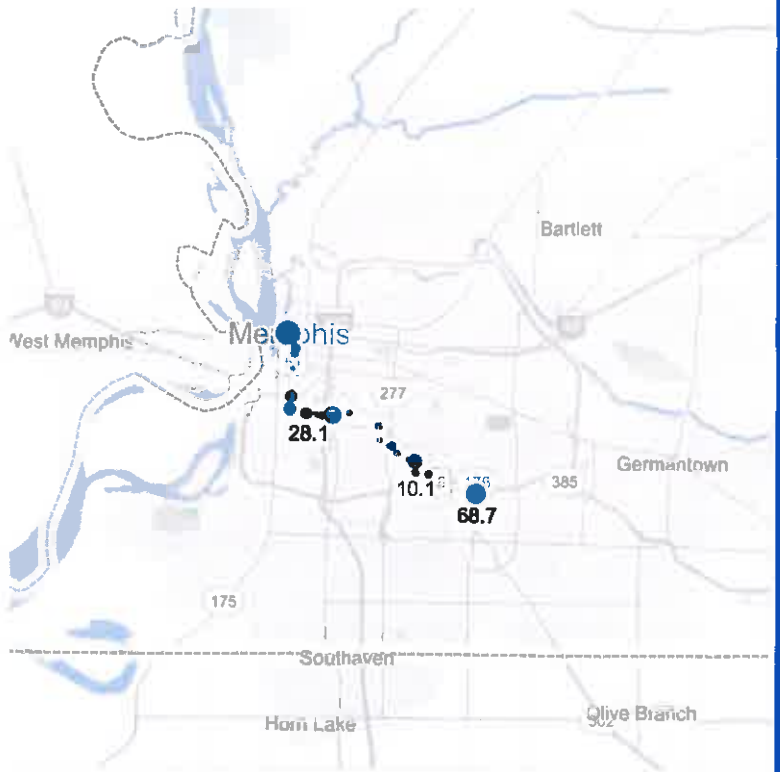 Bartlett
Memphis
West Memphis
277
28.1
Germantown
10.1
176
385
68.7
175
Southaven
Horn Lake
Olive Branch